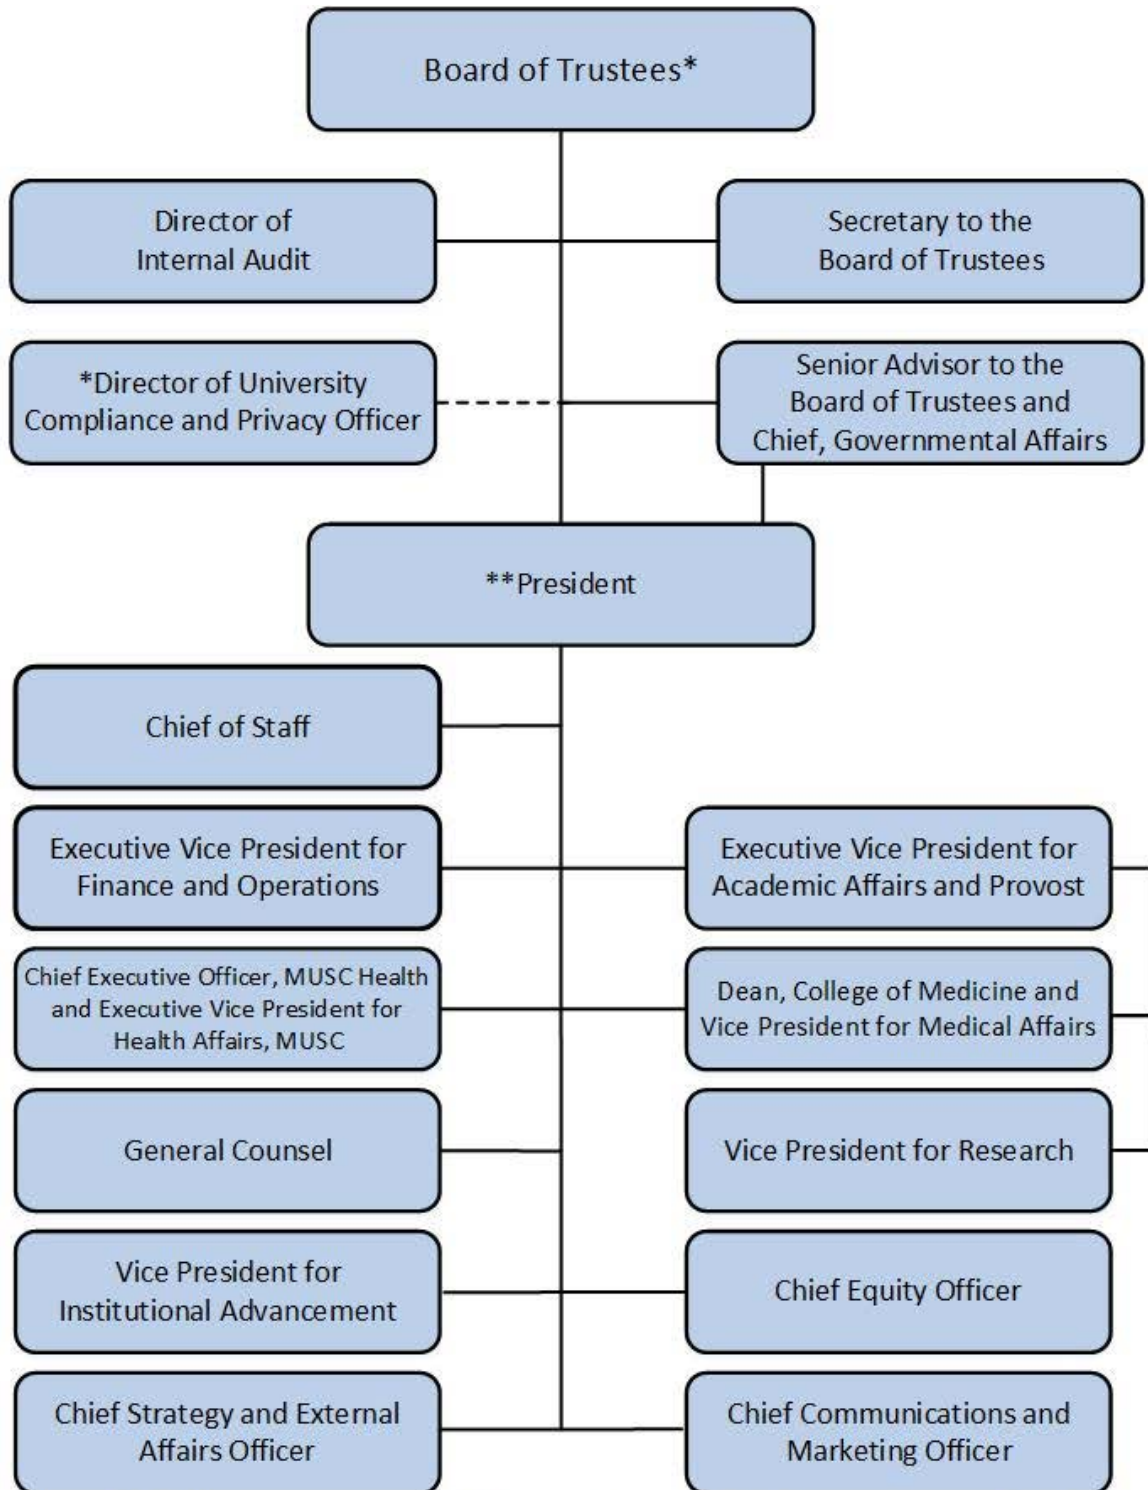 Board of Trustees*
Director of
Internal Audit
Secretary to the
Board of Trustees
*Director of University
Compliance and Privacy Officer
Senior Advisor to the
Board of Trustees and
Chief, Governmental Affairs
**President
Chief of Staff
Executive Vice President for
Finance and Operations
Executive Vice President for
Academic Affairs and Provost
Chief Executive Officer, MUSC Health
and Executive Vice President for
Health Affairs, MUSC
Dean, College of Medicine and
Vice President for Medical Affairs
General Counsel
Vice President for Research
Vice President for
Institutional Advancement
Chief Equity Officer
Chief Strategy and External
Affairs Officer
Chief Communications and
Marketing Officer